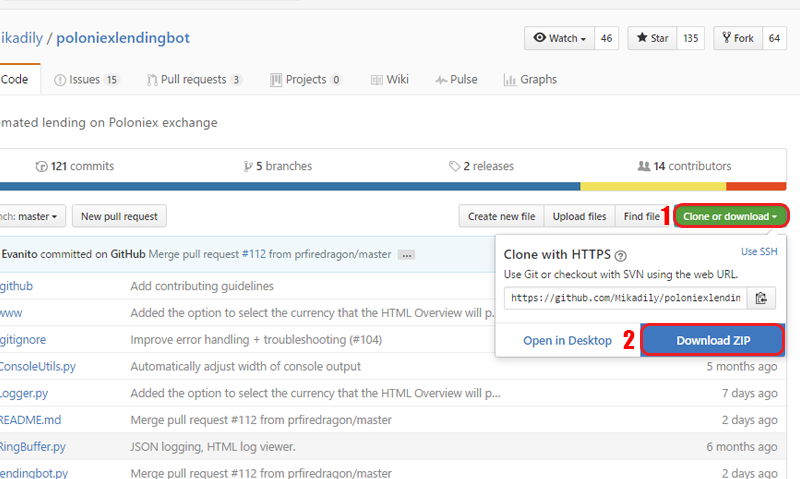 ikadily / poloniexlendingbot
Watch 46 Star 135 Fork 64
Code Issues 15 Pull requests 3 Projects 0 Wiki Pulse Graphs
mated lending on Poloniex exchange
121 commits 5 branches 2 releases 14 contributors
nch: master New pull request Create new file Upload files Find file 1 Clone or download
Evanito committed on GitHub Merge pull request #112 from prfiredragon/master ...
Clone with HTTPS ? Use SSH
Use Git or checkout with SVN using the web URL.
https://github.com/Mikadily/poloniexlendin
Open in Desktop 2 Download ZIP
github Add contributing guidelines
www Added the option to select the currency that the HTML Overview will p...
gitignore Improve error handling + troubleshooting (#104)
ConsoleUtils.py Automatically adjust width of console output 5 months ago
Logger.py Added the option to select the currency that the HTML Overview will p... 7 days ago
README.md Merge pull request #112 from prfiredragon/master 2 days ago
RingBuffer.py JSON logging, HTML log viewer. 6 months ago
endingbot.py Merge pull request #112 from prfiredragon/master 2 days ago